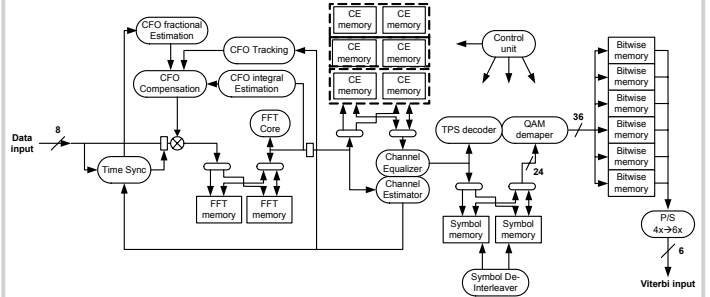 CFO fractional
Estimation
CFO Tracking
CFO
Compensation
CFO integral
Estimation
CE
memory
CE
memory
CE
memory
CE
memory
CE
memory
CE
memory
Control
unit
Bitwise
memory
Bitwise
memory
Bitwise
memory
Bitwise
memory
Bitwise
memory
Bitwise
memory
Data
input
8
Time Sync
FFT
Core
FFT
memory
FFT
memory
Channel
Equalizer
Channel
Estimator
TPS decoder
QAM
demaper
36
24
Symbol
memory
Symbol
memory
Symbol De-
Interleaver
P/S
4x→6x
6
Viterbi input